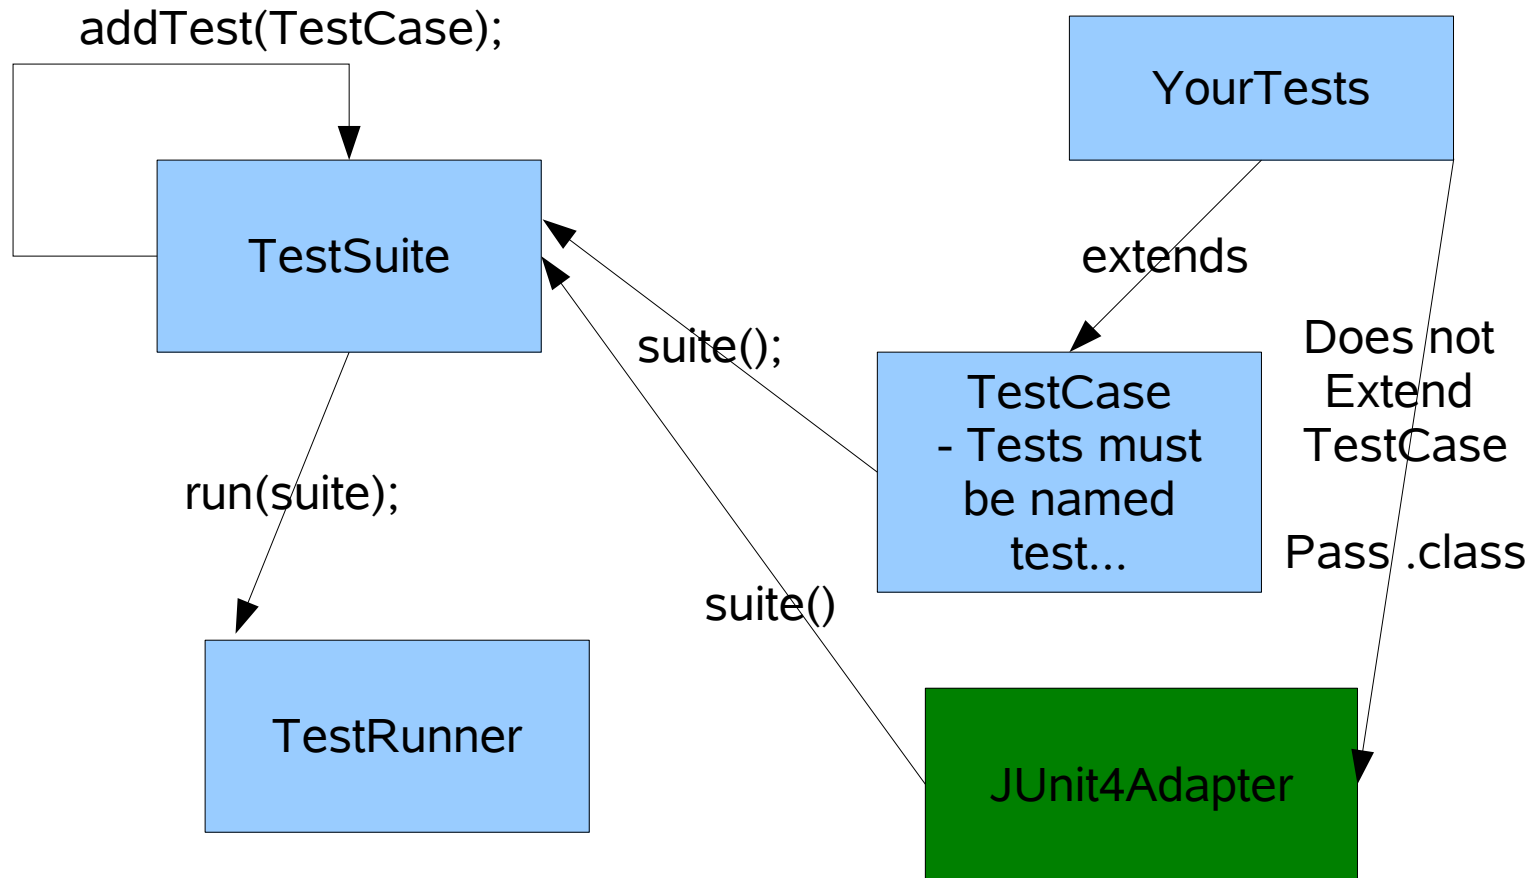 addTest(TestCase);
YourTests
TestSuite
extends
suite();
Does not
Extend
TestCase
Pass .class
TestCase
- Tests must
be named
test...
run(suite);
suite()
TestRunner
JUnit4Adapter